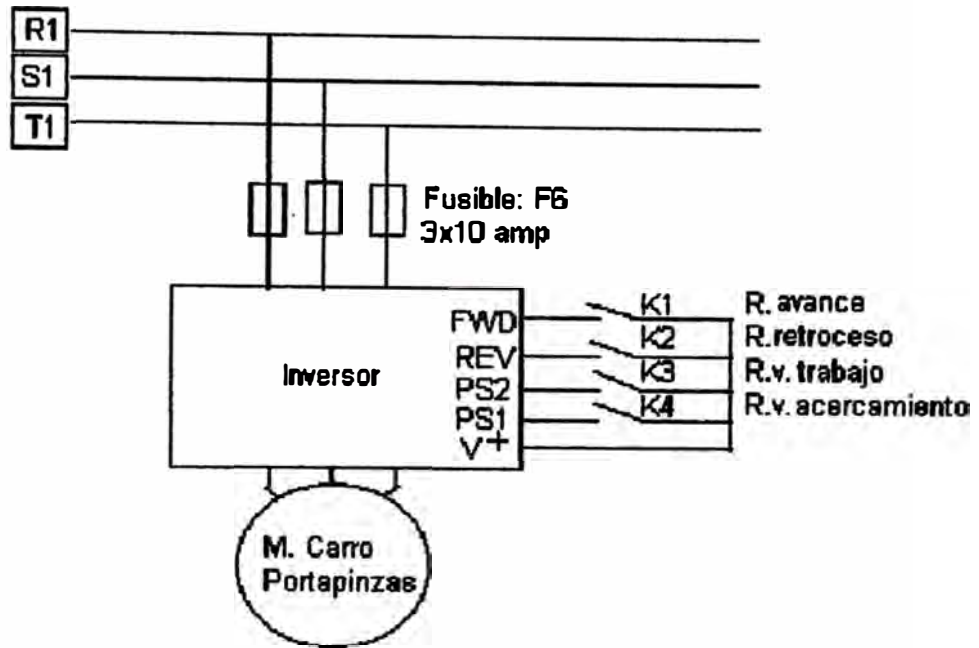 R1
S1
T1
Fusible: F6
3x10 amp
Inversor
FWD K1 R. avance
REV K2 R.retroceso
PS2 K3 R.v. trabajo
PS1 K4 R.v. acercamiento
V+
M. Carro
Portapinzas